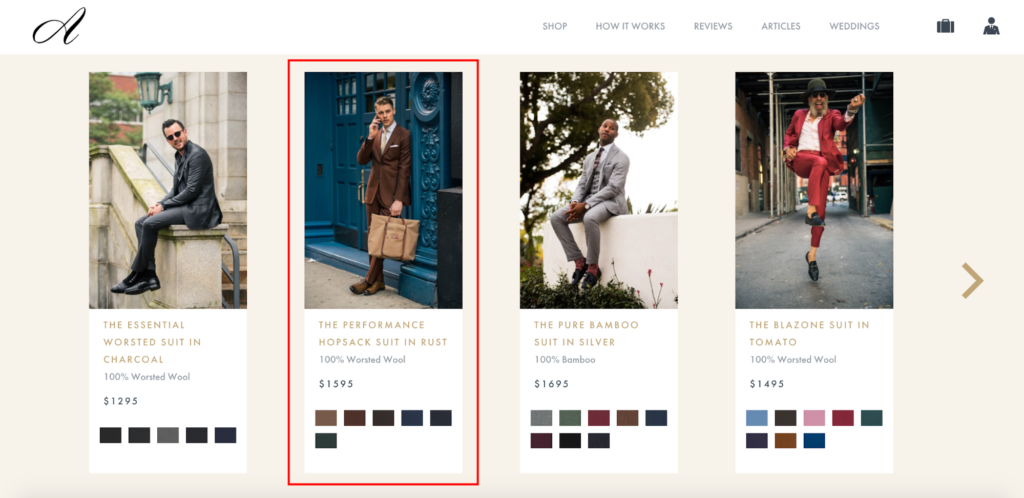 A
SHOP
HOW IT WORKS
REVIEWS
ARTICLES
WEDDINGS
THE ESSENTIAL
WORSTED SUIT IN
CHARCOAL
100% Worsted Wool
$1295
THE PERFORMANCE
HOPSACK SUIT IN RUST
100% Worsted Wool
$1595
THE PURE BAMBOO
SUIT IN SILVER
100% Bamboo
$1695
THE BLAZONE SUIT IN
TOMATO
100% Worsted Wool
$1495